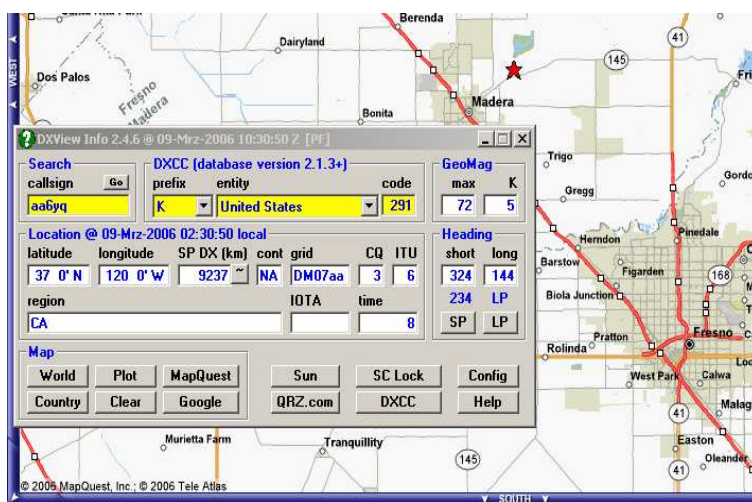 Berenda
41
Dairyland
145
WEST
Dos Palos
Fresno
Madera
Madera
Bonita
DXView Info 2.4.6 @ 09-Mrz-2006 10:30:50 Z [PF]
Search
callsign Go
aa6yq
DXCC (database version 2.1.3+)
prefix entity code
K United States 291
GeoMag
max K
72 5
Location @ 09-Mrz-2006 02:30:50 local
latitude longitude SP DX (km) cont grid CQ ITU
37 0' N 120 0' W 9237 ~ NA DM07aa 3 6
region IOTA time
CA 8
Heading
short long
324 144
234 LP
SP LP
Map
World Plot MapQuest Sun SC Lock Config
Country Clear Google QRZ.com DXCC Help
Trigo
Gregg
Herndon
Pinedale
Barstow
Figarden
168
Biola Junction
Fresno
Pratton
Rolinda
West Park
Calwa
41
Easton
Oleander
41
Murietta Farm
Tranquillity
145
© 2006 MapQuest, Inc.; © 2006 Tele Atlas
SOUTH